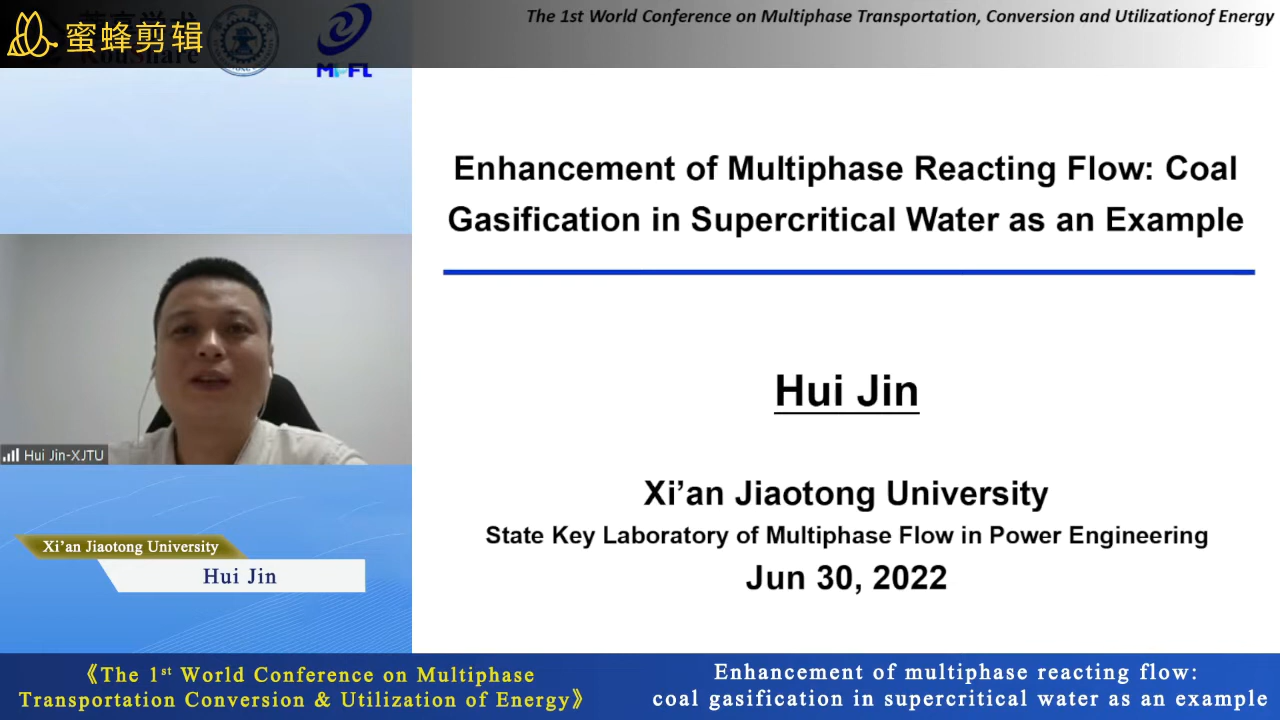 蜜蜂剪辑
KouShare
MPFL
The 1st World Conference on Multiphase Transportation, Conversion and Utilizationof Energy
Enhancement of Multiphase Reacting Flow: Coal
Gasification in Supercritical Water as an Example
Hui Jin
Xi’an Jiaotong University
State Key Laboratory of Multiphase Flow in Power Engineering
Jun 30, 2022
Hui Jin-XJTU
Xi’an Jiaotong University
Hui Jin
《The 1st World Conference on Multiphase
Transportation Conversion & Utilization of Energy》
Enhancement of multiphase reacting flow:
coal gasification in supercritical water as an example